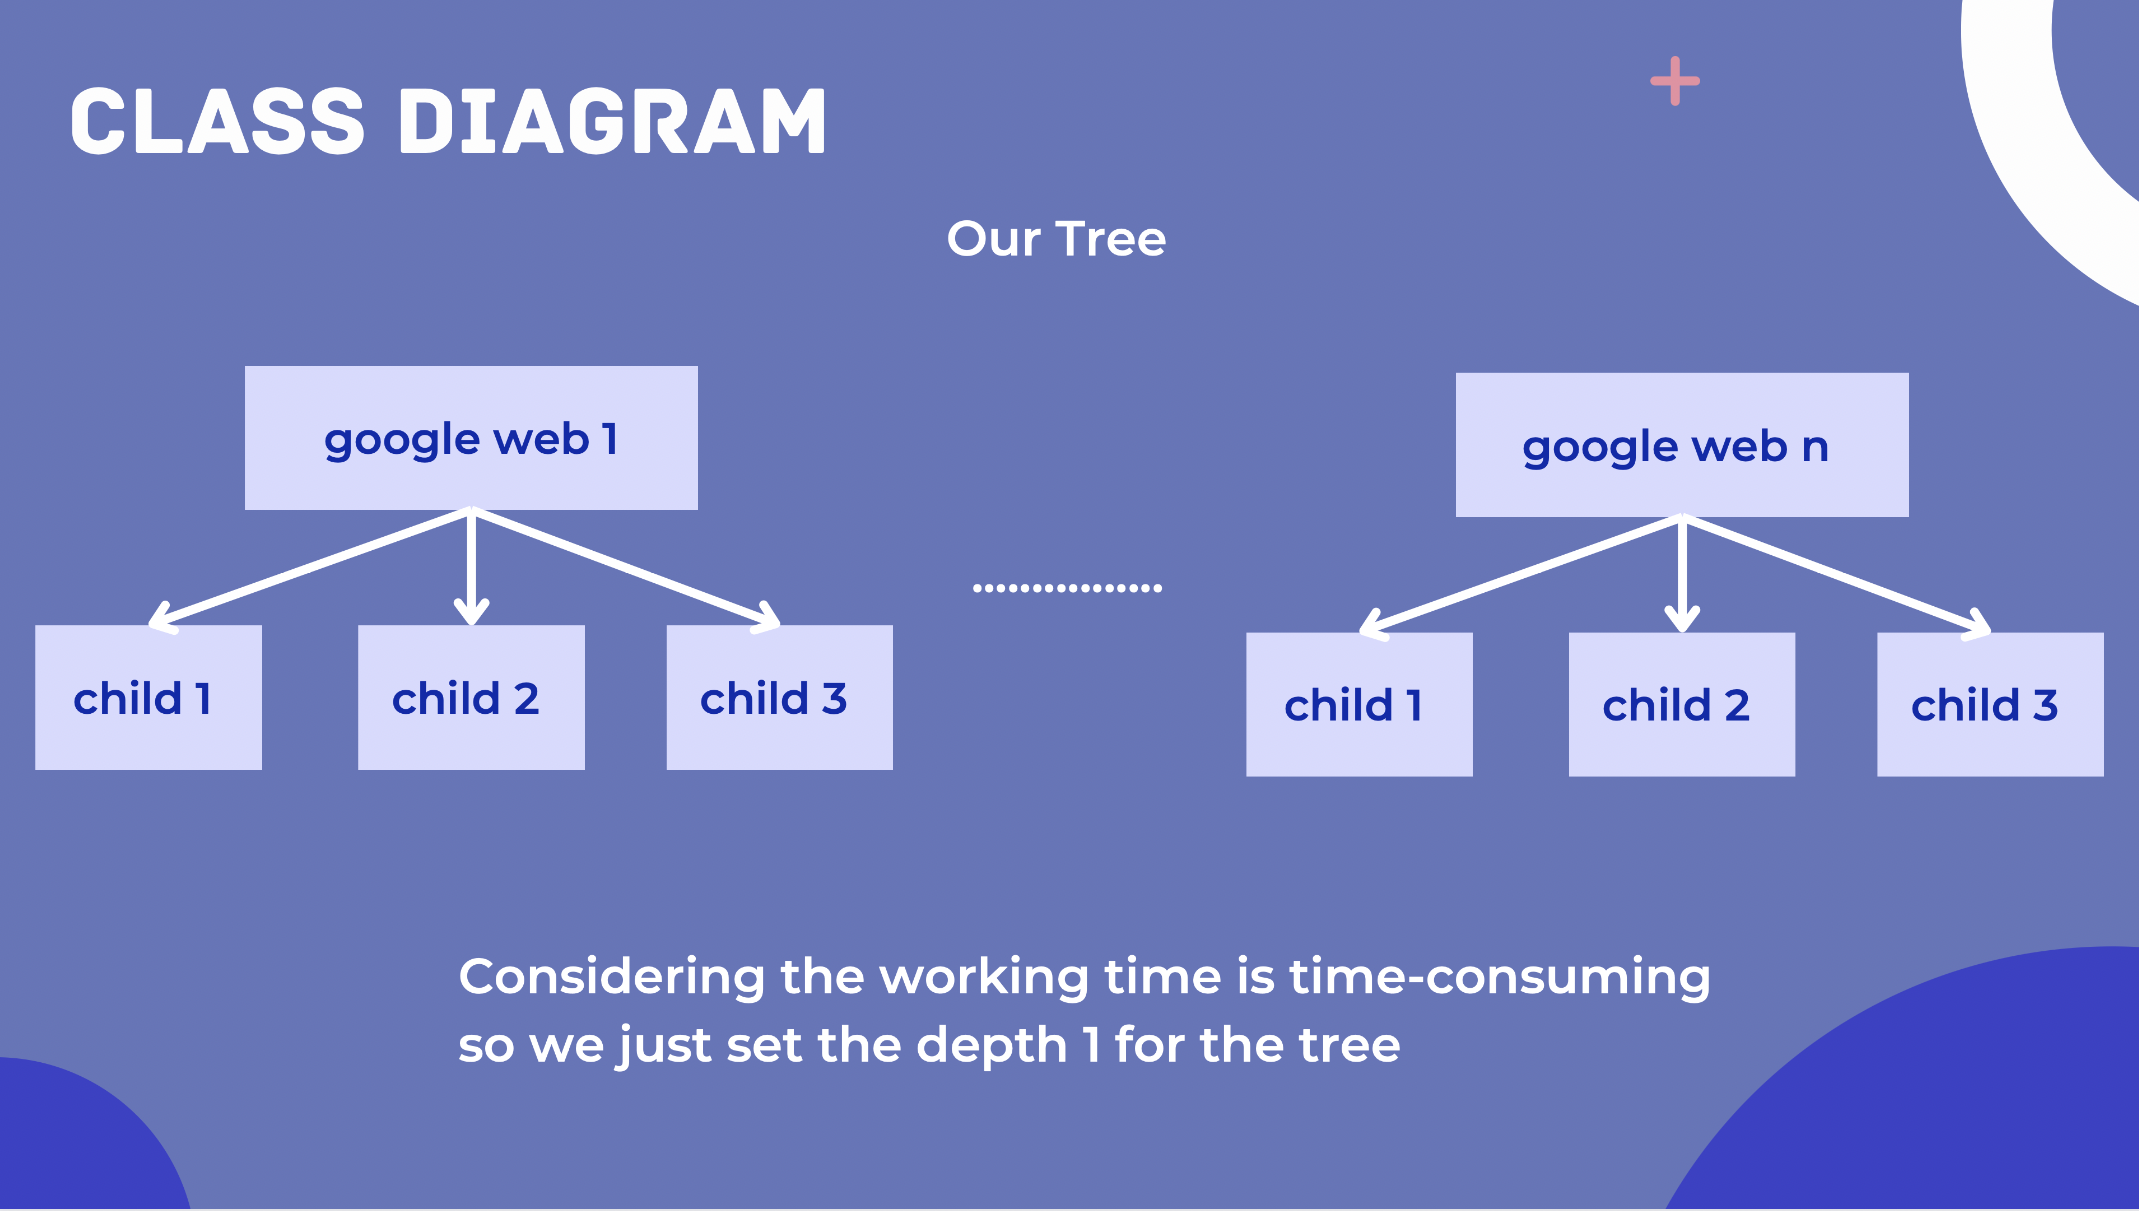 CLASS DIAGRAM
Our Tree
google web 1
google web n
child 1
child 2
child 3
child 1
child 2
child 3
Considering the working time is time-consuming
so we just set the depth 1 for the tree